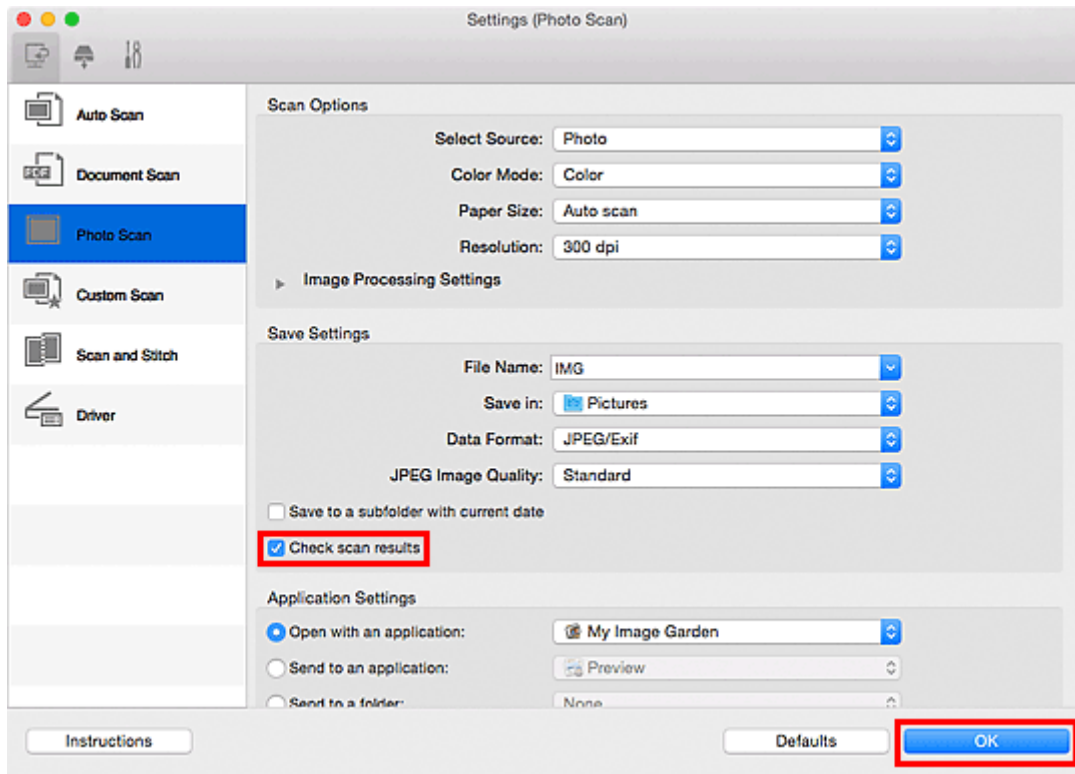 Settings (Photo Scan)
Auto Scan
Document Scan
Photo Scan
Custom Scan
Scan and Stitch
Driver
Scan Options
Select Source: Photo
Color Mode: Color
Paper Size: Auto scan
Resolution: 300 dpi
Image Processing Settings
Save Settings
File Name: IMG
Save in: Pictures
Data Format: JPEG/Exif
JPEG Image Quality: Standard
Save to a subfolder with current date
Check scan results
Application Settings
Open with an application: My Image Garden
Send to an application: Preview
Send to a folder: None
Instructions
Defaults
OK